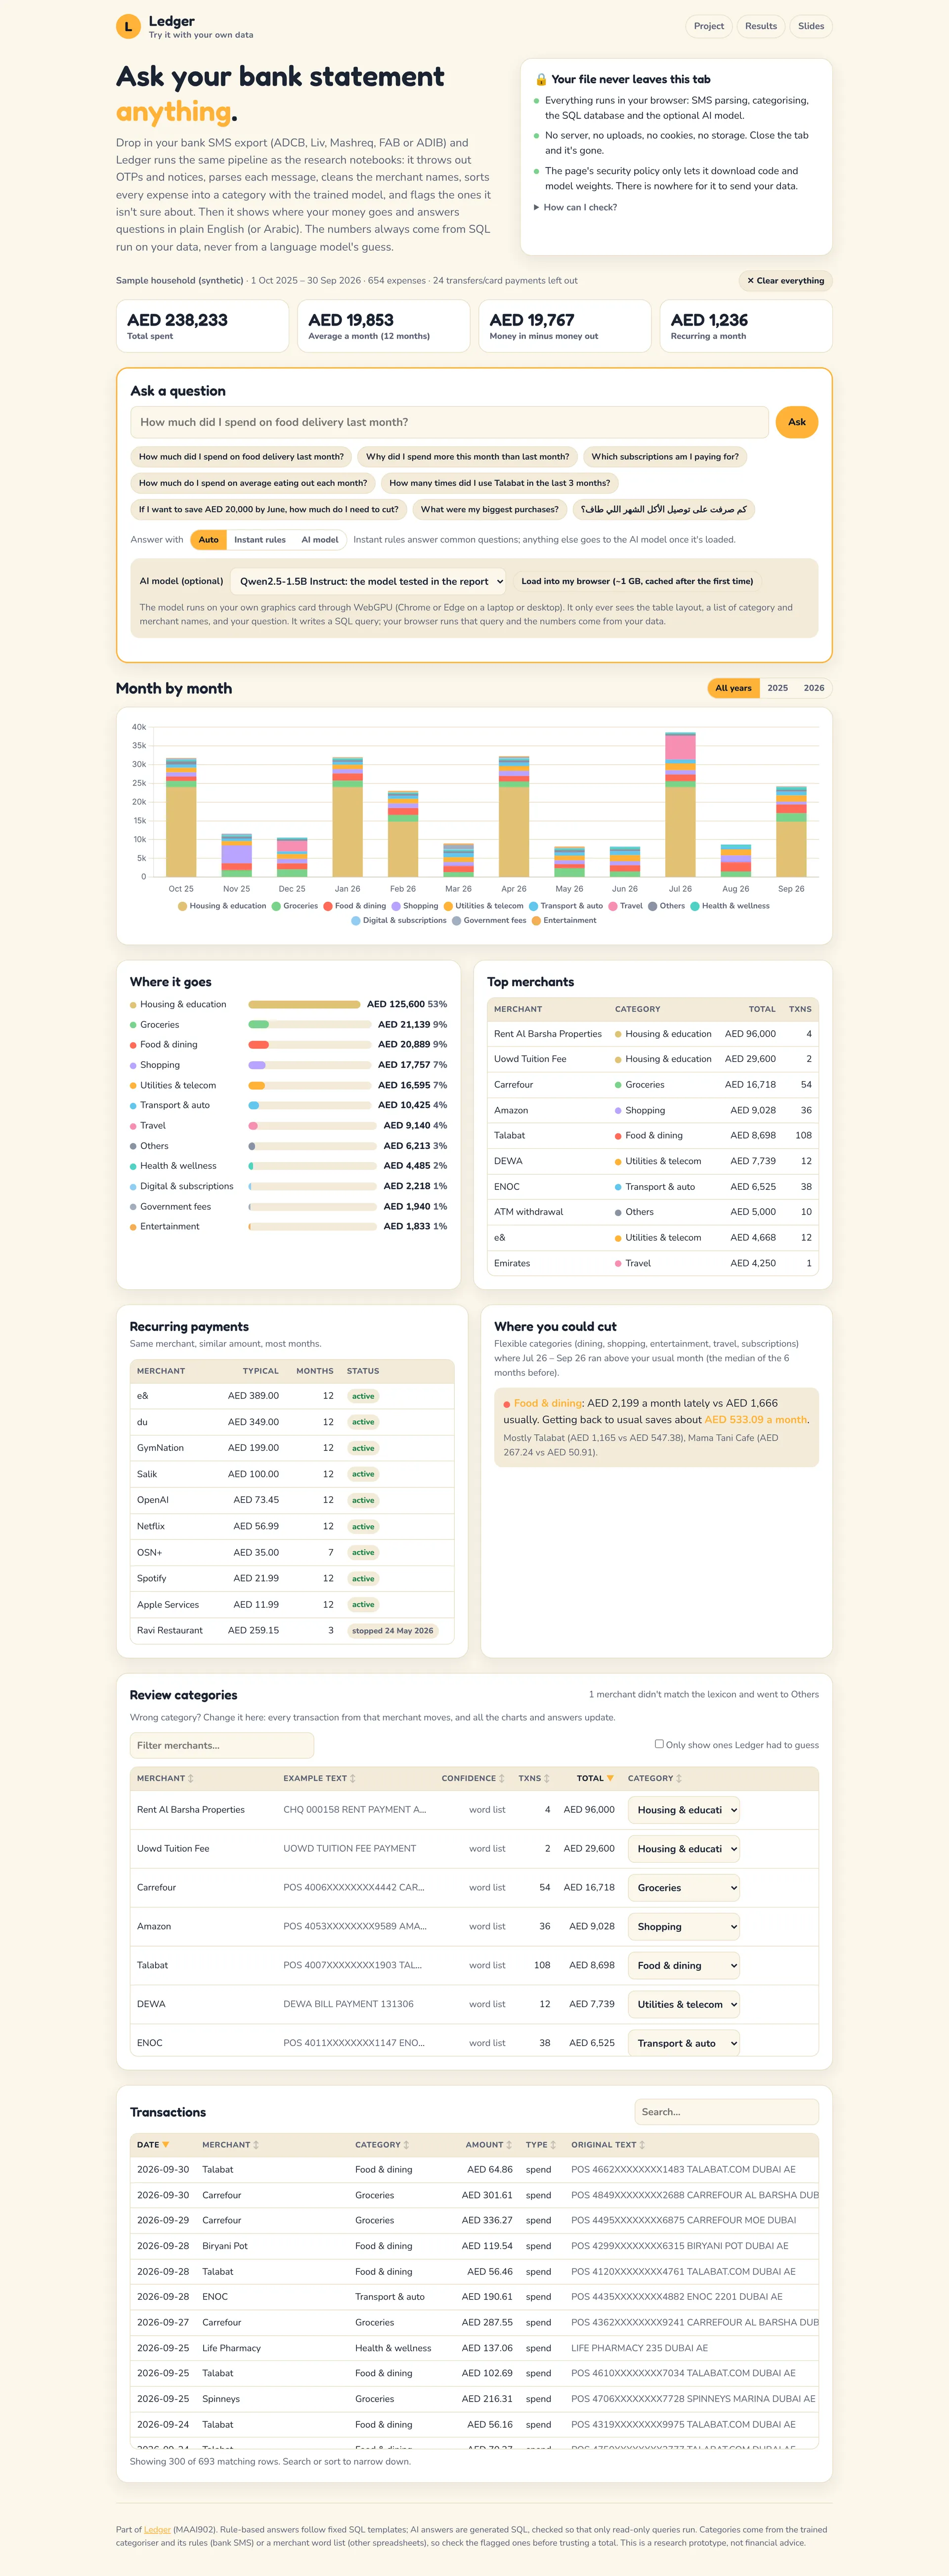 L
Ledger
Try it with your own data
Project
Results
Slides
Ask your bank statement
anything.
Drop in your bank SMS export (ADCB, Liv, Mashreq, FAB or ADIB) and
Ledger runs the same pipeline as the research notebooks: it throws out
OTPs and notices, parses each message, cleans the merchant names, sorts
every expense into a category with the trained model, and flags the ones it
isn't sure about. Then it shows where your money goes and answers
questions in plain English (or Arabic). The numbers always come from SQL
run on your data, never from a language model's guess.
🔒 Your file never leaves this tab
Everything runs in your browser: SMS parsing, categorising,
the SQL database and the optional AI model.
No server, no uploads, no cookies, no storage. Close the tab
and it's gone.
The page's security policy only lets it download code and
model weights. There is nowhere for it to send your data.
▶ How can I check?
Sample household (synthetic) · 1 Oct 2025 – 30 Sep 2026 · 654 expenses · 24 transfers/card payments left out
✕ Clear everything
AED 238,233
Total spent
AED 19,853
Average a month (12 months)
AED 19,767
Money in minus money out
AED 1,236
Recurring a month
Ask a question
How much did I spend on food delivery last month?
Ask
How much did I spend on food delivery last month?
Why did I spend more this month than last month?
Which subscriptions am I paying for?
How much do I spend on average eating out each month?
How many times did I use Talabat in the last 3 months?
If I want to save AED 20,000 by June, how much do I need to cut?
What were my biggest purchases?
كم صرفت على توصيل الأكل الشهر اللي طاف؟
Answer with
Auto
Instant rules
AI model
Instant rules answer common questions; anything else goes to the AI model once it's loaded.
AI model (optional)
Qwen2.5-1.5B Instruct: the model tested in the report
Load into my browser (~1 GB, cached after the first time)
The model runs on your own graphics card through WebGPU (Chrome or Edge on a laptop or desktop). It only ever sees the table layout, a list of category and
merchant names, and your question. It writes a SQL query; your browser runs that query and the numbers come from your data.
Month by month
All years
2025
2026
40k
35k
30k
25k
20k
15k
10k
5k
0
Oct 25
Nov 25
Dec 25
Jan 26
Feb 26
Mar 26
Apr 26
May 26
Jun 26
Jul 26
Aug 26
Sep 26
Housing & education
Groceries
Food & dining
Shopping
Utilities & telecom
Transport & auto
Travel
Others
Health & wellness
Digital & subscriptions
Government fees
Entertainment
Where it goes
Housing & education AED 125,600 53%
Groceries AED 21,139 9%
Food & dining AED 20,889 9%
Shopping AED 17,757 7%
Utilities & telecom AED 16,595 7%
Transport & auto AED 10,425 4%
Travel AED 9,140 4%
Others AED 6,213 3%
Health & wellness AED 4,485 2%
Digital & subscriptions AED 2,218 1%
Government fees AED 1,940 1%
Entertainment AED 1,833 1%
Top merchants
MERCHANT CATEGORY TOTAL TXNS
Rent Al Barsha Properties Housing & education AED 96,000 4
Uowd Tuition Fee Housing & education AED 29,600 2
Carrefour Groceries AED 16,718 54
Amazon Shopping AED 9,028 36
Talabat Food & dining AED 8,698 108
DEWA Utilities & telecom AED 7,739 12
ENOC Transport & auto AED 6,525 38
ATM withdrawal Others AED 5,000 10
e& Utilities & telecom AED 4,668 12
Emirates Travel AED 4,250 1
Recurring payments
Same merchant, similar amount, most months.
MERCHANT TYPICAL MONTHS STATUS
e& AED 389.00 12 active
du AED 349.00 12 active
GymNation AED 199.00 12 active
Salik AED 100.00 12 active
OpenAI AED 73.45 12 active
Netflix AED 56.99 12 active
OSN+ AED 35.00 7 active
Spotify AED 21.99 12 active
Apple Services AED 11.99 12 active
Ravi Restaurant AED 259.15 3 stopped 24 May 2026
Where you could cut
Flexible categories (dining, shopping, entertainment, travel, subscriptions)
where Jul 26 – Sep 26 ran above your usual month (the median of the 6
months before).
Food & dining: AED 2,199 a month lately vs AED 1,666
usually. Getting back to usual saves about AED 533.09 a month.
Mostly Talabat (AED 1,165 vs AED 547.38), Mama Tani Cafe (AED
267.24 vs AED 50.91).
Review categories
1 merchant didn't match the lexicon and went to Others
Wrong category? Change it here: every transaction from that merchant moves, and all the charts and answers update.
Filter merchants...
Only show ones Ledger had to guess
MERCHANT ↕ EXAMPLE TEXT ↕ CONFIDENCE ↕ TXNS ↕ TOTAL ▼ CATEGORY ↕
Rent Al Barsha Properties CHQ 000158 RENT PAYMENT A... word list 4 AED 96,000 Housing & educati
Uowd Tuition Fee UOWD TUITION FEE PAYMENT word list 2 AED 29,600 Housing & educati
Carrefour POS 4006XXXXXXXX4442 CAR... word list 54 AED 16,718 Groceries
Amazon POS 4053XXXXXXXX9589 AMA... word list 36 AED 9,028 Shopping
Talabat POS 4007XXXXXXXX1903 TAL... word list 108 AED 8,698 Food & dining
DEWA DEWA BILL PAYMENT 131306 word list 12 AED 7,739 Utilities & telecom
ENOC POS 4011XXXXXXXX1147 ENO... word list 38 AED 6,525 Transport & auto
Transactions
Search...
DATE ▼ MERCHANT ↕ CATEGORY ↕ AMOUNT ↕ TYPE ↕ ORIGINAL TEXT ↕
2026-09-30 Talabat Food & dining AED 64.86 spend POS 4662XXXXXXXX1483 TALABAT.COM DUBAI AE
2026-09-30 Carrefour Groceries AED 301.61 spend POS 4849XXXXXXXX2688 CARREFOUR AL BARSHA DUB
2026-09-29 Carrefour Groceries AED 336.27 spend POS 4495XXXXXXXX6875 CARREFOUR MOE DUBAI
2026-09-28 Biryani Pot Food & dining AED 119.54 spend POS 4299XXXXXXXX6315 BIRYANI POT DUBAI AE
2026-09-28 Talabat Food & dining AED 56.46 spend POS 4120XXXXXXXX4761 TALABAT.COM DUBAI AE
2026-09-28 ENOC Transport & auto AED 190.61 spend POS 4435XXXXXXXX4882 ENOC 2201 DUBAI AE
2026-09-27 Carrefour Groceries AED 287.55 spend POS 4362XXXXXXXX9241 CARREFOUR AL BARSHA DUB
2026-09-25 Life Pharmacy Health & wellness AED 137.06 spend LIFE PHARMACY 235 DUBAI AE
2026-09-25 Talabat Food & dining AED 102.69 spend POS 4610XXXXXXXX7034 TALABAT.COM DUBAI AE
2026-09-25 Spinneys Groceries AED 216.31 spend POS 4706XXXXXXXX7728 SPINNEYS MARINA DUBAI AE
2026-09-24 Talabat Food & dining AED 56.16 spend POS 4319XXXXXXXX9975 TALABAT.COM DUBAI AE
Showing 300 of 693 matching rows. Search or sort to narrow down.
Part of Ledger (MAAI902). Rule-based answers follow fixed SQL templates; AI answers are generated SQL, checked so that only read-only queries run. Categories come from the trained
categoriser and its rules (bank SMS) or a merchant word list (other spreadsheets), so check the flagged ones before trusting a total. This is a research prototype, not financial advice.